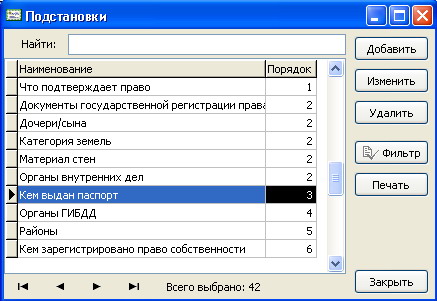 Подстановки
Найти:
Добавить
Наименование Порядок
Что подтверждает право 1
Изменить
Документы государственной регистрации права 2
Дочери/сына 2
Удалить
Категория земель 2
Материал стен 2
Фильтр
Органы внутренних дел 2
Кем выдан паспорт 3
Печать
Органы ГИБДД 4
Районы 5
Кем зарегистрировано право собственности 6
Всего выбрано: 42
Закрыть